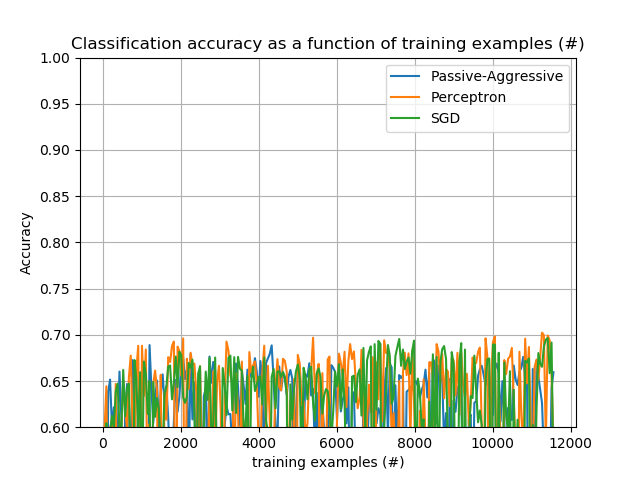 Classification accuracy as a function of training examples (#)
Passive-Aggressive
Perceptron
SGD
Accuracy
1.00
0.95
0.90
0.85
0.80
0.75
0.70
0.65
0.60
0 2000 4000 6000 8000 10000 12000
training examples (#)